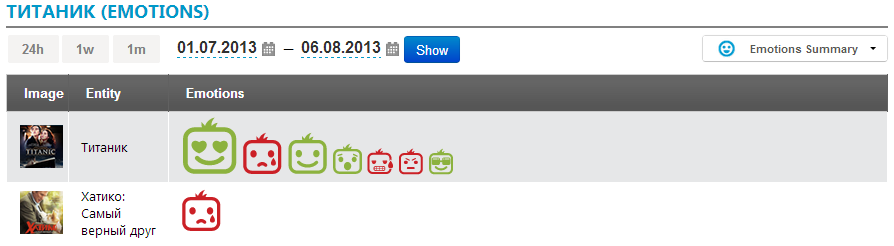 ТИТАНИК (EMOTIONS)
24h 1w 1m 01.07.2013 — 06.08.2013 Show Emotions Summary
Image Entity Emotions
TITANIC
Титаник
Хатико:
Самый
верный друг